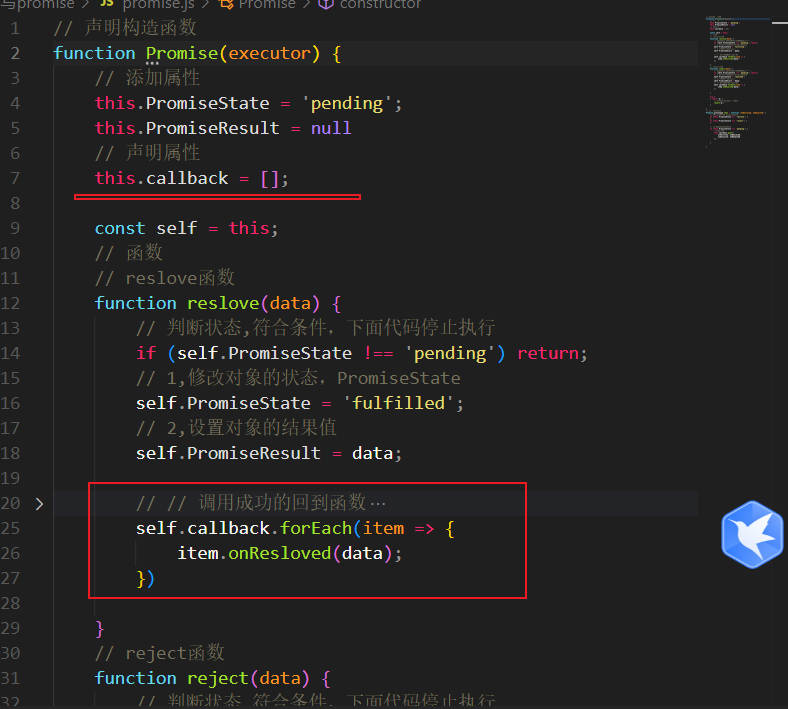 写promise > JS promise.js > Promise > constructor
1 // 声明构造函数
2 function Promise(executor) {
3 // 添加属性
4 this.PromiseState = 'pending';
5 this.PromiseResult = null
6 // 声明属性
7 this.callback = [];
8
9 const self = this;
10 // 函数
11 // reslove函数
12 function reslove(data) {
13 // 判断状态,符合条件，下面代码停止执行
14 if (self.PromiseState !== 'pending') return;
15 // 1,修改对象的状态，PromiseState
16 self.PromiseState = 'fulfilled';
17 // 2,设置对象的结果值
18 self.PromiseResult = data;
19
20 // // 调用成功的回到函数…
25 self.callback.forEach(item => {
26 item.onResloved(data);
27 })
28
29 }
30 // reject函数
31 function reject(data) {
32 // 判断状态,符合条件，下面代码停止执行